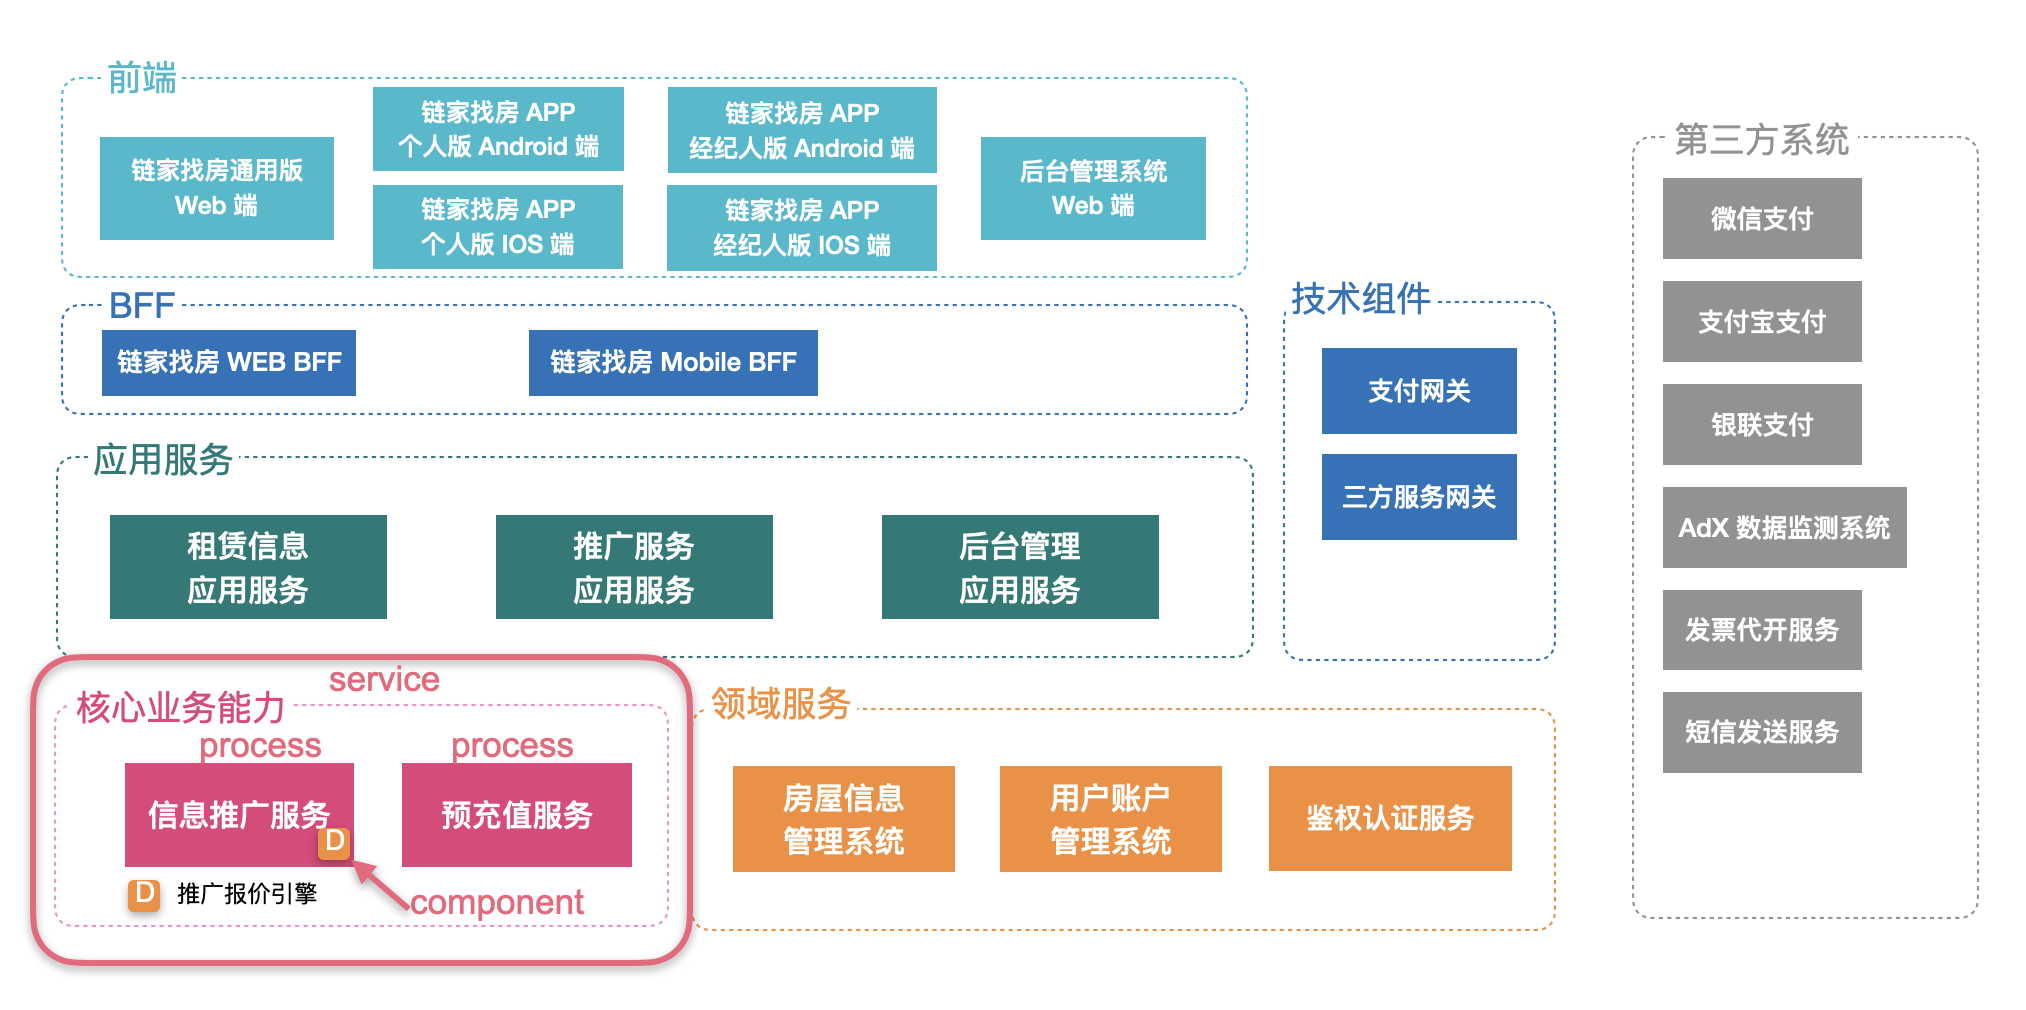 前端
链家找房通用版
Web 端
链家找房 APP
个人版 Android 端
链家找房 APP
个人版 IOS 端
链家找房 APP
经纪人版 Android 端
链家找房 APP
经纪人版 IOS 端
后台管理系统
Web 端
BFF
链家找房 WEB BFF
链家找房 Mobile BFF
应用服务
租赁信息
应用服务
推广服务
应用服务
后台管理
应用服务
技术组件
支付网关
三方服务网关
第三方系统
微信支付
支付宝支付
银联支付
AdX 数据监测系统
发票代开服务
短信发送服务
service
核心业务能力
process
process
信息推广服务
D
预充值服务
D
推广报价引擎
component
领域服务
房屋信息
管理系统
用户账户
管理系统
鉴权认证服务